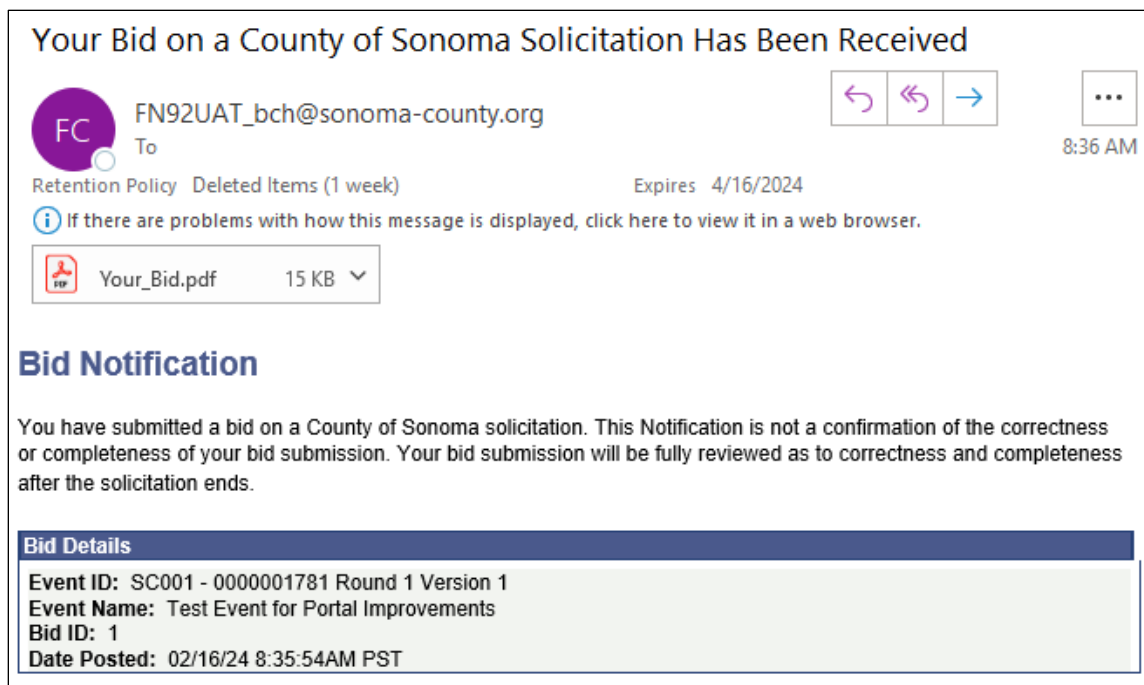 Your Bid on a County of Sonoma Solicitation Has Been Received
FC
FN92UAT_bch@sonoma-county.org
To
8:36 AM
Retention Policy Deleted Items (1 week) Expires 4/16/2024
If there are problems with how this message is displayed, click here to view it in a web browser.
PDF Your_Bid.pdf 15 KB
Bid Notification
You have submitted a bid on a County of Sonoma solicitation. This Notification is not a confirmation of the correctness
or completeness of your bid submission. Your bid submission will be fully reviewed as to correctness and completeness
after the solicitation ends.
Bid Details
Event ID: SC001 - 0000001781 Round 1 Version 1
Event Name: Test Event for Portal Improvements
Bid ID: 1
Date Posted: 02/16/24 8:35:54AM PST